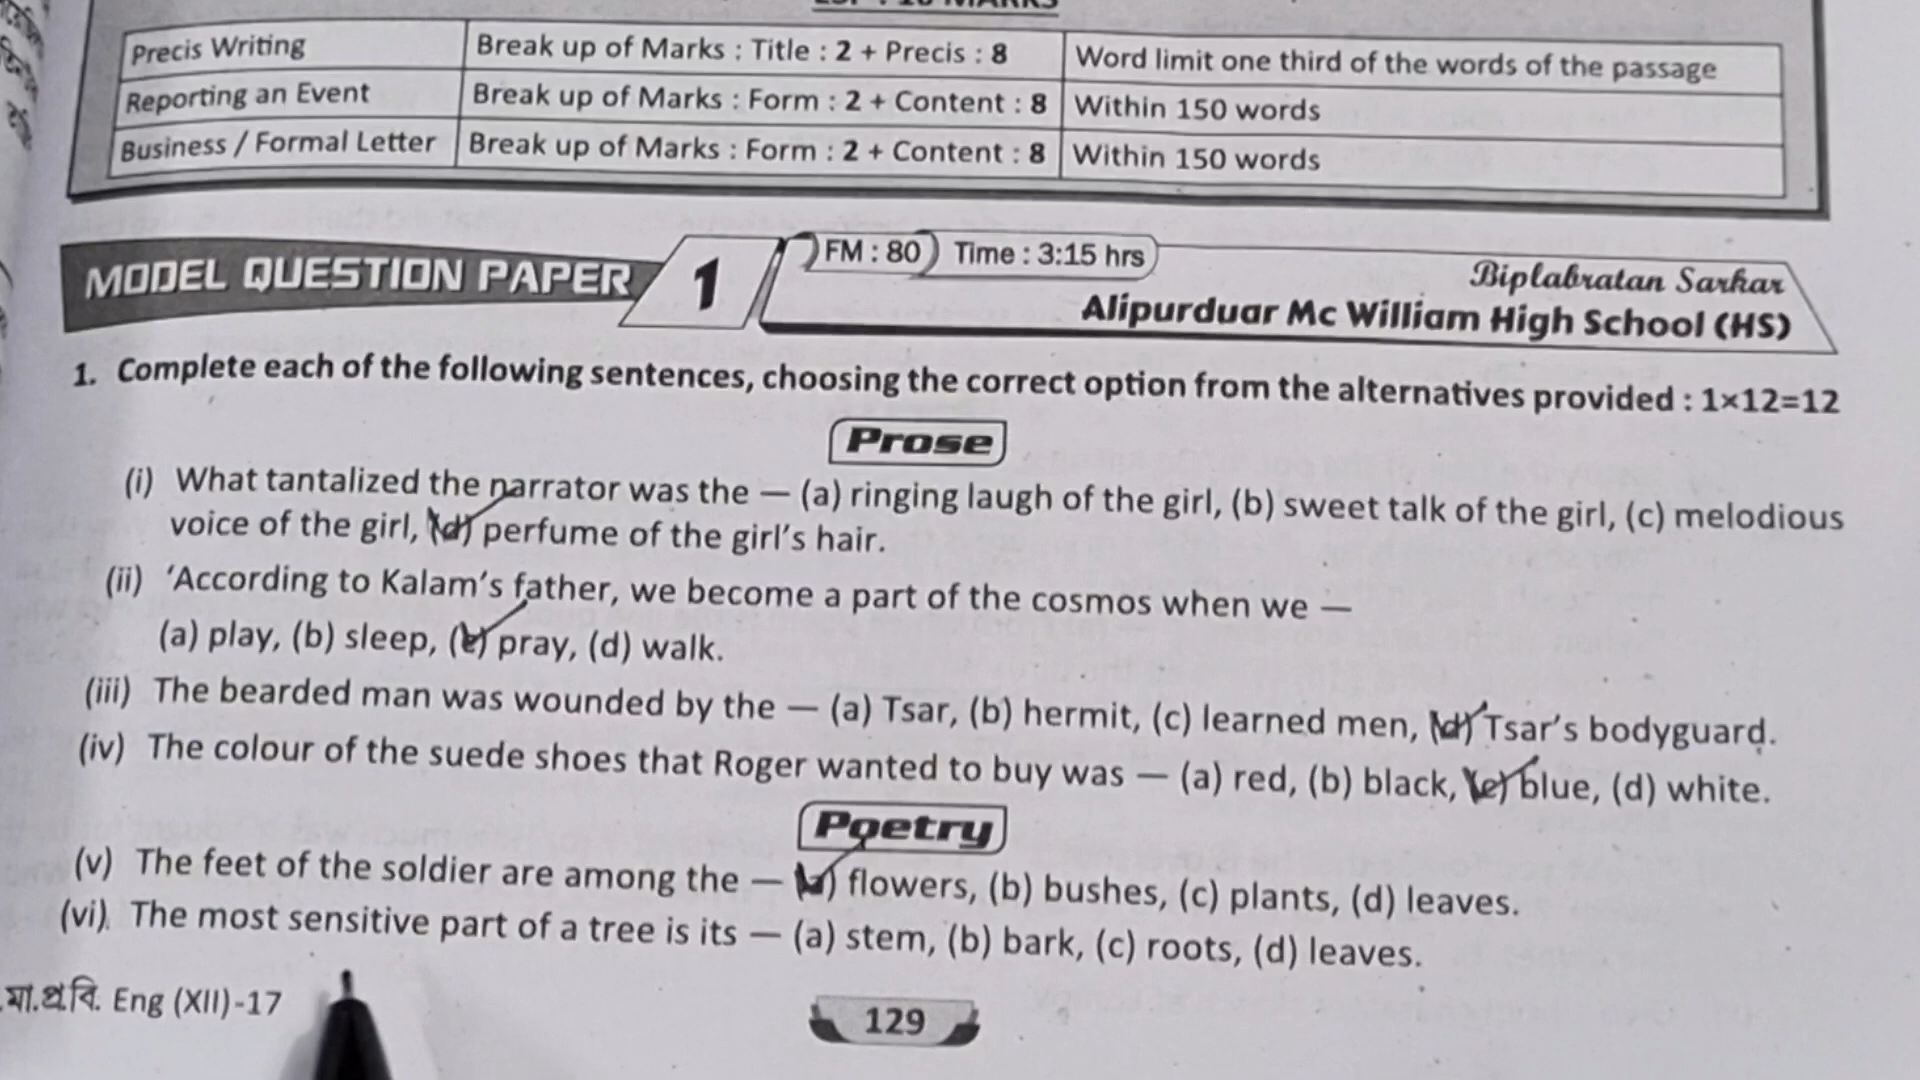 Precis Writing Break up of Marks : Title : 2 + Precis : 8 Word limit one third of the words of the passage
Reporting an Event Break up of Marks : Form : 2 + Content : 8 Within 150 words
Business / Formal Letter Break up of Marks : Form : 2 + Content : 8 Within 150 words
MODEL QUESTION PAPER 1 FM : 80 Time : 3:15 hrs
Biplabratan Sarkar
Alipurduar Mc William High School (HS)
1. Complete each of the following sentences, choosing the correct option from the alternatives provided : 1×12=12
Prose
(i) What tantalized the narrator was the — (a) ringing laugh of the girl, (b) sweet talk of the girl, (c) melodious
voice of the girl, (d) perfume of the girl's hair.
(ii) ‘According to Kalam's father, we become a part of the cosmos when we —
(a) play, (b) sleep, (c) pray, (d) walk.
(iii) The bearded man was wounded by the — (a) Tsar, (b) hermit, (c) learned men, (d) Tsar's bodyguard.
(iv) The colour of the suede shoes that Roger wanted to buy was — (a) red, (b) black, (c) blue, (d) white.
Poetry
(v) The feet of the soldier are among the — (a) flowers, (b) bushes, (c) plants, (d) leaves.
(vi) The most sensitive part of a tree is its — (a) stem, (b) bark, (c) roots, (d) leaves.
মা.প্র.বি. Eng (XII)-17
129